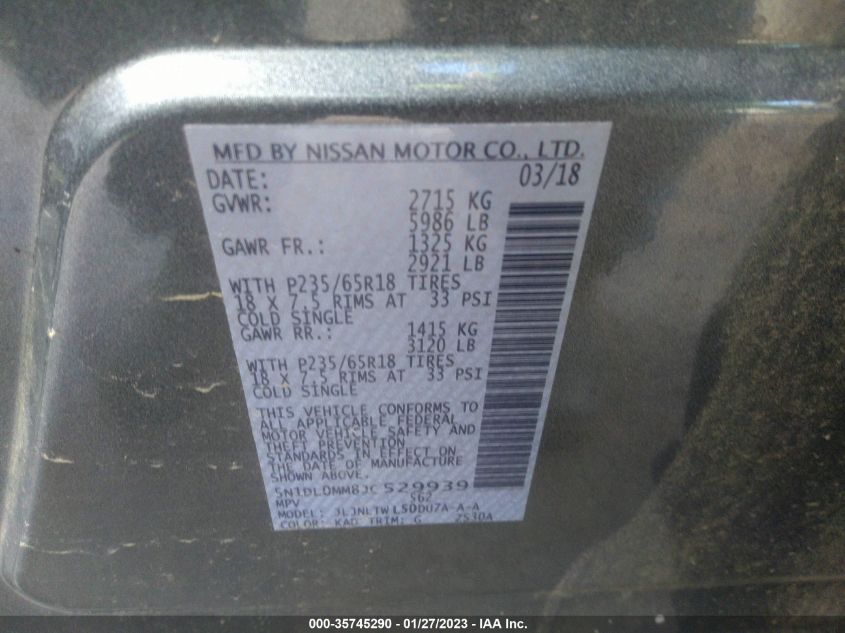 MFD BY NISSAN MOTOR CO., LTD.
DATE: 03/18
GVWR: 2715 KG
5986 LB
GAWR FR.: 1325 KG
2921 LB
WITH P235/65R18 TIRES
18 X 7.5 RIMS AT 33 PSI
COLD SINGLE
GAWR RR.: 1415 KG
3120 LB
WITH P235/65R18 TIRES
18 X 7.5 RIMS AT 33 PSI
COLD SINGLE
THIS VEHICLE CONFORMS TO
ALL APPLICABLE FEDERAL
MOTOR VEHICLE SAFETY AND
THEFT PREVENTION
STANDARDS IN EFFECT ON
THE DATE OF MANUFACTURE
SHOWN ABOVE.
5N1DL0MM8JC529939
MPV S62
MODEL: JLJNLTWL50DU7A-A-A
COLOR: KAD TRIM: G 2530A
000-35745290 - 01/27/2023 - IAA Inc.